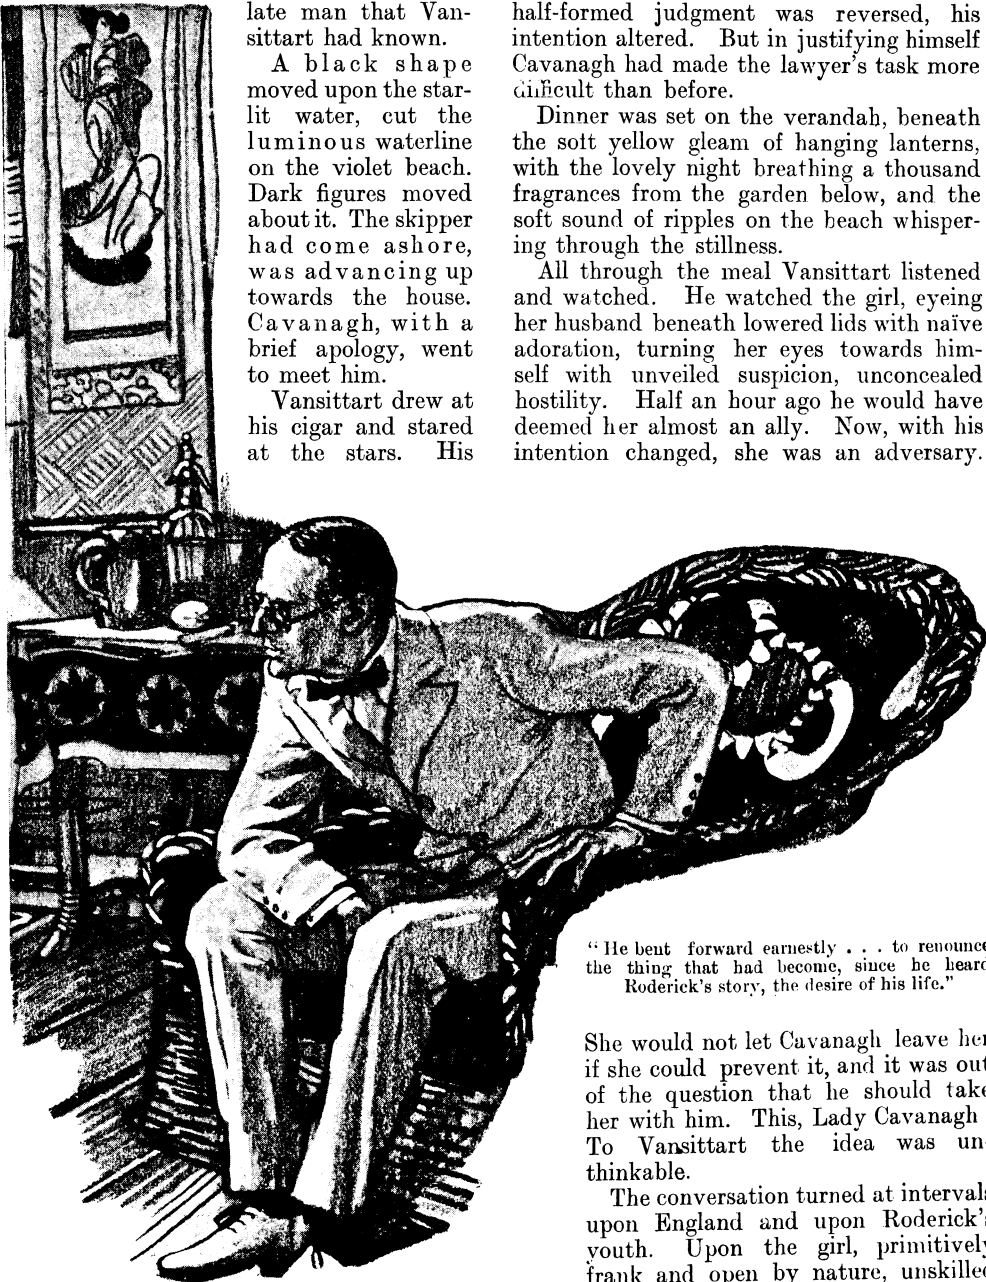 late man that Van-
sittart had known.
A black shape
moved upon the star-
lit water, cut the
luminous waterline
on the violet beach.
Dark figures moved
about it. The skipper
had come ashore,
was advancing up
towards the house.
Cavanagh, with a
brief apology, went
to meet him.
Vansittart drew at
his cigar and stared
at the stars. His
half-formed judgment was reversed, his
intention altered. But in justifying himself
Cavanagh had made the lawyer's task more
difficult than before.
Dinner was set on the verandah, beneath
the soft yellow gleam of hanging lanterns,
with the lovely night breathing a thousand
fragrances from the garden below, and the
soft sound of ripples on the beach whisper-
ing through the stillness.
All through the meal Vansittart listened
and watched. He watched the girl, eyeing
her husband beneath lowered lids with naïve
adoration, turning her eyes towards him-
self with unveiled suspicion, unconcealed
hostility. Half an hour ago he would have
deemed her almost an ally. Now, with his
intention changed, she was an adversary.
“He bent forward earnestly . . . to renounce
the thing that had become, since he heard
Roderick's story, the desire of his life.”
She would not let Cavanagh leave her
if she could prevent it, and it was out
of the question that he should take
her with him. This, Lady Cavanagh
To Vansittart the idea was un-
thinkable.
The conversation turned at intervals
upon England and upon Roderick's
youth. Upon the girl, primitively
frank and open by nature, unskilled